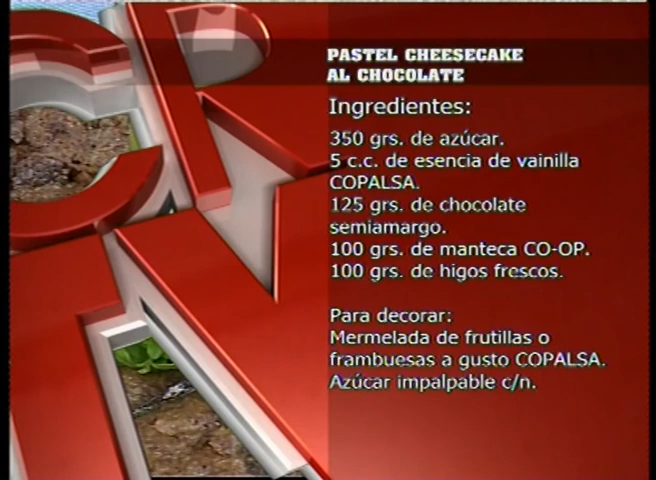 PASTEL CHEESECAKE
AL CHOCOLATE
Ingredientes:
350 grs. de azúcar.
5 c.c. de esencia de vainilla
COPALSA.
125 grs. de chocolate
semiamargo.
100 grs. de manteca CO-OP.
100 grs. de higos frescos.
Para decorar:
Mermelada de frutillas o
frambuesas a gusto COPALSA.
Azúcar impalpable c/n.